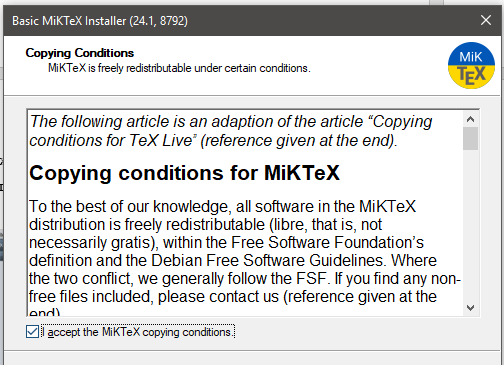 Basic MiKTeX Installer (24.1, 8792)
Copying Conditions
MiKTeX is freely redistributable under certain conditions.
MiK
TEX
The following article is an adaption of the article “Copying
conditions for TeX Live” (reference given at the end).
Copying conditions for MiKTeX
To the best of our knowledge, all software in the MiKTeX
distribution is freely redistributable (libre, that is, not
necessarily gratis), within the Free Software Foundation’s
definition and the Debian Free Software Guidelines. Where
the two conflict, we generally follow the FSF. If you find any non-
free files included, please contact us (reference given at the
end)
I accept the MiKTeX copying conditions.